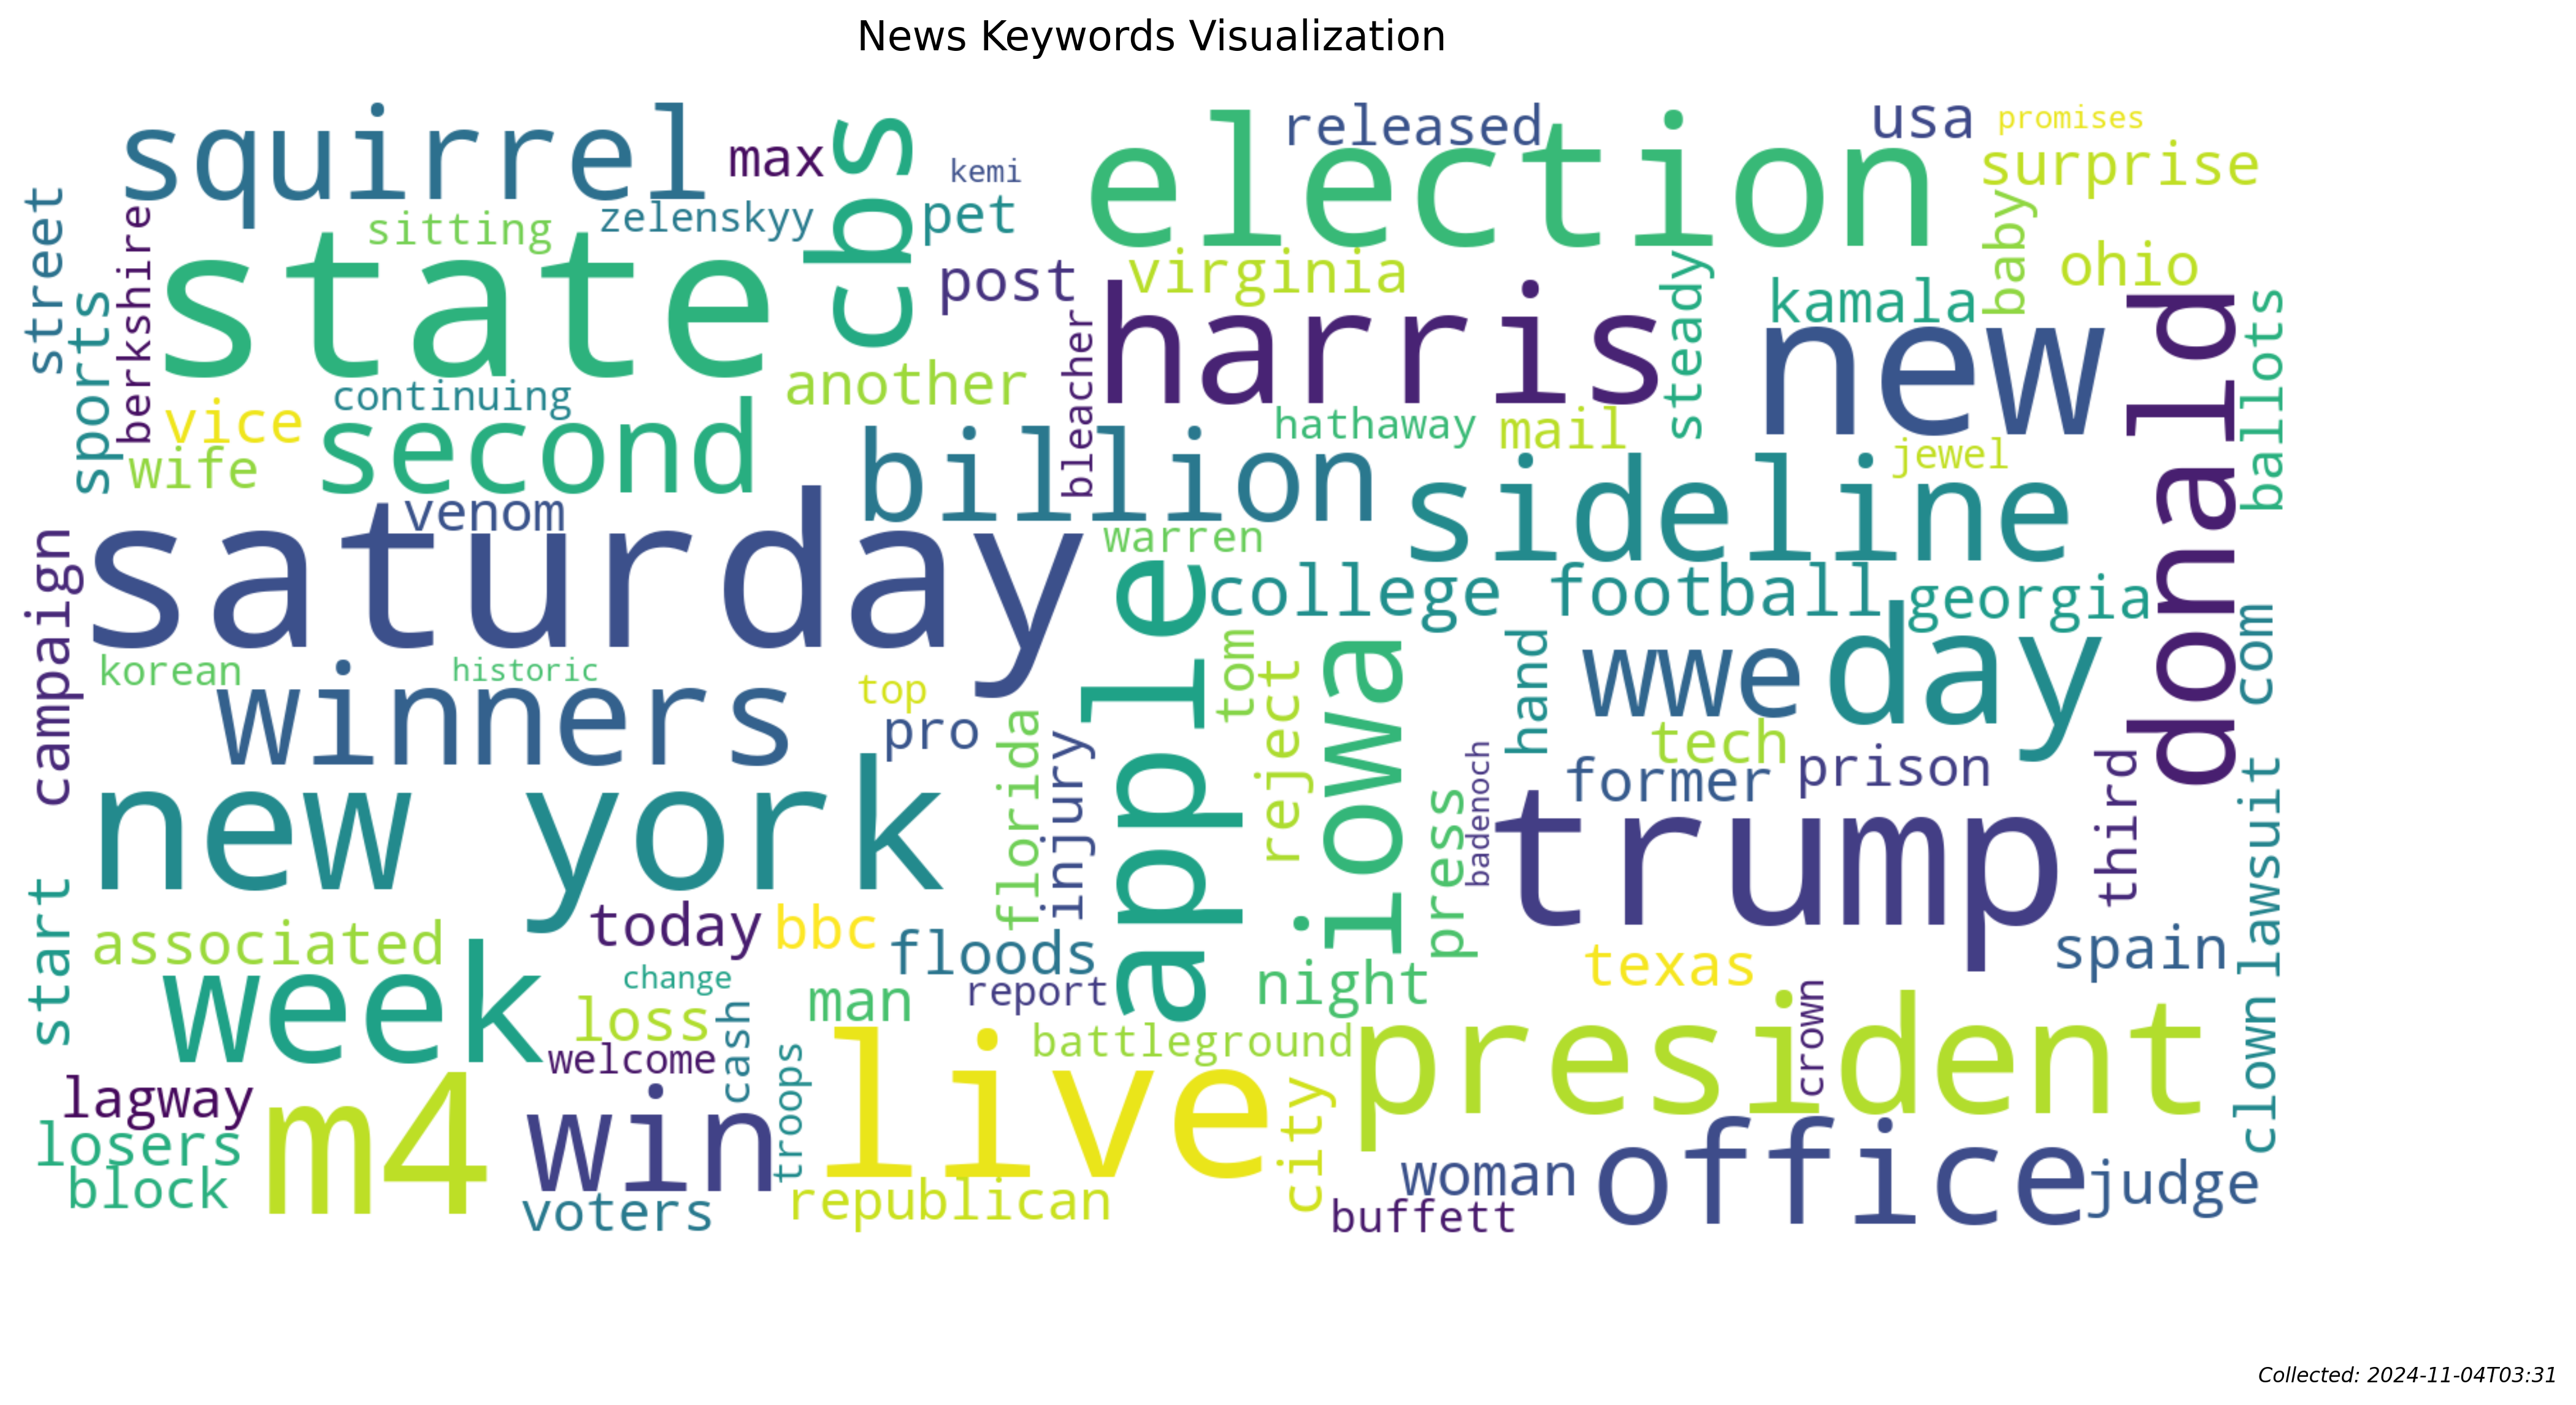 News Keywords Visualization
squirrel
max
cbs
kemi
election
released
usa
promises
surprise
street
berkshire
sitting
zelenskyy
pet
state
sports
post
virginia
steady
kamala
baby
ohio
harris
new
donald
ballots
bleacher
another
continuing
vice
second
wife
billion
hathaway
mail
jewel
sideline
venom
saturday
warren
apple
college football
georgia
campaign
korean
historic
winners
top
pro
tom
reject
iowa
hand
wwe
day
com
tech
former
prison
third
new york
florida
injury
press
badenoch
trump
lawsuit
start
associated
today
bbc
floods
week
change
loss
man
report
night
texas
spain
clown
welcome
cash
troops
live
battleground
president
crown
lagway
m4
win
losers
block
voters
republican
city
woman
buffett
office
judge
Collected: 2024-11-04T03:31